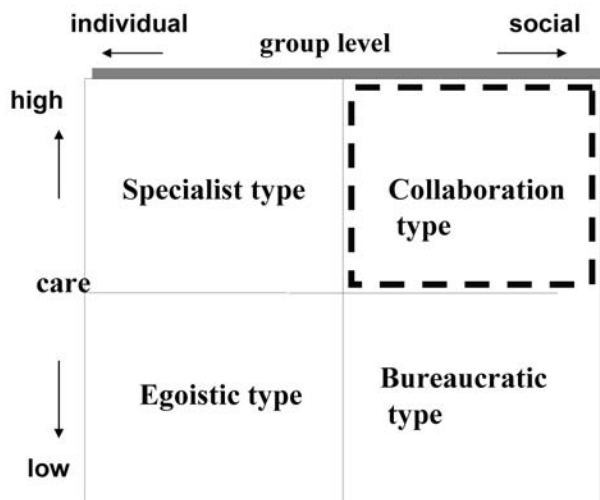 individual
group level
social
high
Specialist type
Collaboration
type
care
Egoistic type
Bureaucratic
type
low